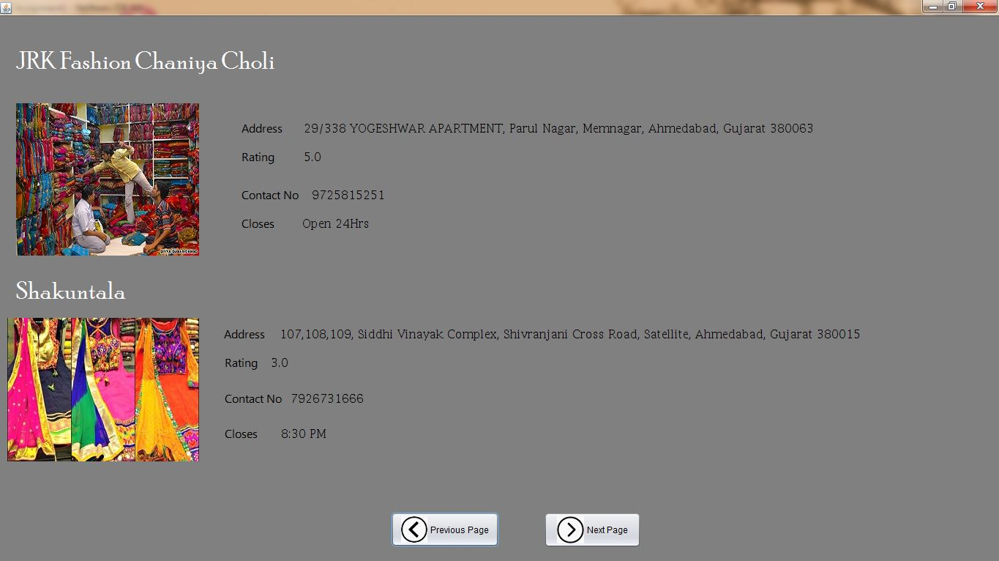 JRK Fashion Chaniya Choli
Address 29/338 YOGESHWAR APARTMENT, Parul Nagar, Memnagar, Ahmedabad, Gujarat 380063
Rating 5.0
Contact No 9725815251
Closes Open 24Hrs
Shakuntala
Address 107,108,109, Siddhi Vinayak Complex, Shivranjani Cross Road, Satellite, Ahmedabad, Gujarat 380015
Rating 3.0
Contact No 7926731666
Closes 8:30 PM
Previous Page Next Page